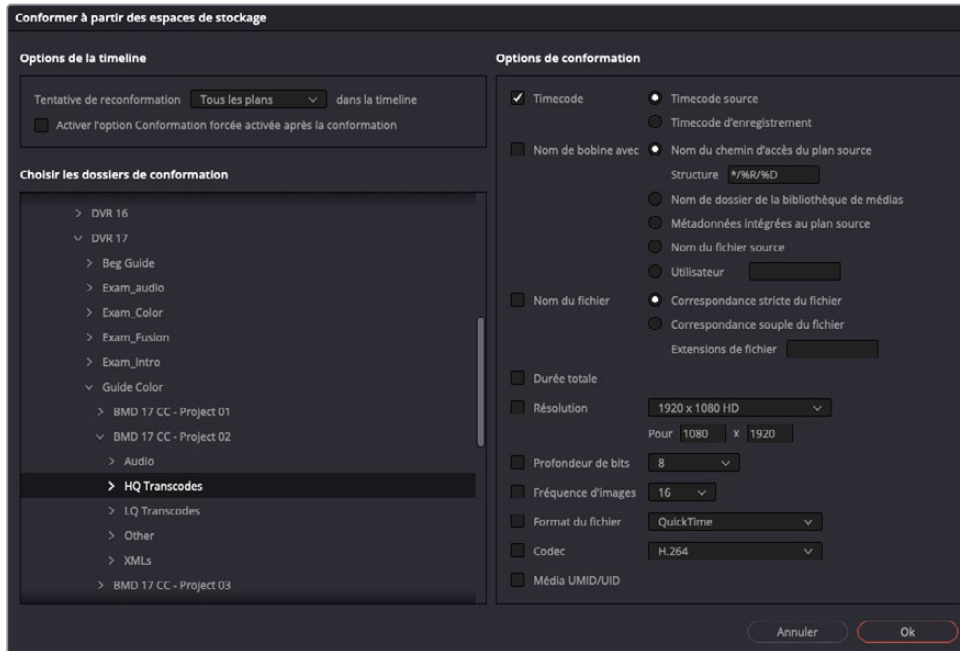 Conformer à partir des espaces de stockage
Options de la timeline
Tentative de reconformation Tous les plans dans la timeline
Activer l'option Conformation forcée activée après la conformation
Choisir les dossiers de conformation
> DVR 16
DVR 17
> Beg Guide
> Exam_audio
> Exam_Color
> Exam_Fusion
> Exam_Intro
Guide Color
> BMD 17 CC - Project 01
BMD 17 CC - Project 02
> Audio
> HQ Transcodes
> LQ Transcodes
> Other
> XMLs
> BMD 17 CC - Project 03
Options de conformation
Timecode Timecode source
Timecode d'enregistrement
Nom de bobine avec Nom du chemin d'accès du plan source
Structure */%R/%D
Nom de dossier de la bibliothèque de médias
Métadonnées intégrées au plan source
Nom du fichier source
Utilisateur
Nom du fichier Correspondance stricte du fichier
Correspondance souple du fichier
Extensions de fichier
Durée totale
Résolution 1920 x 1080 HD
Pour 1080 x 1920
Profondeur de bits 8
Fréquence d'images 16
Format du fichier QuickTime
Codec H.264
Média UMID/UID
Annuler Ok